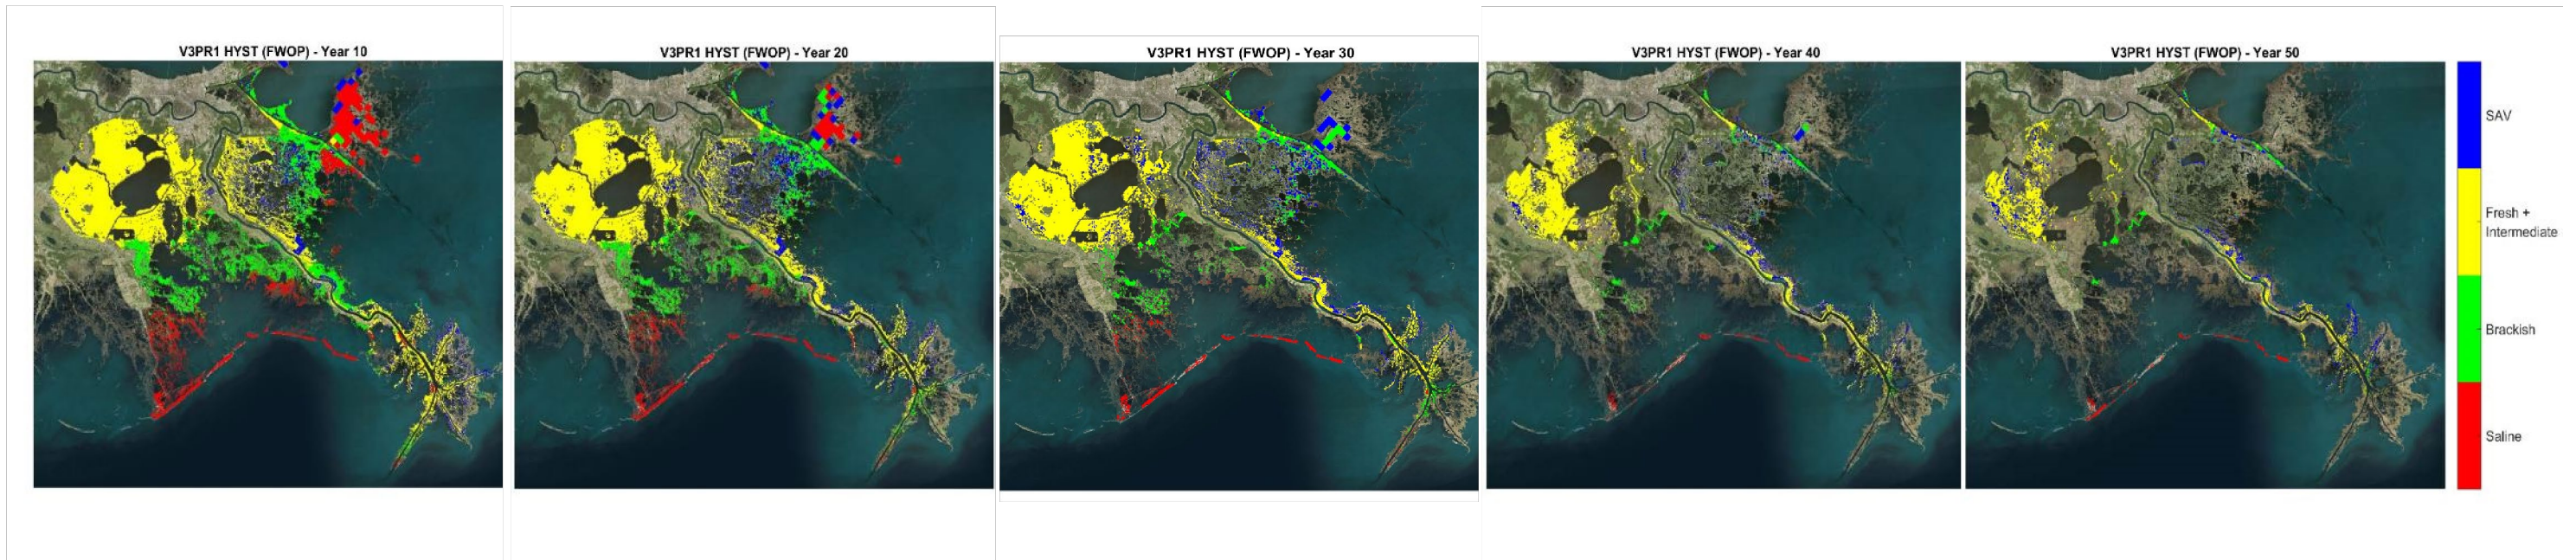 V3PR1 HYST (FWOP) - Year 10
V3PR1 HYST (FWOP) - Year 20
V3PR1 HYST (FWOP) - Year 30
V3PR1 HYST (FWOP) - Year 40
V3PR1 HYST (FWOP) - Year 50
SAV
Fresh +
Intermediate
Brackish
Saline